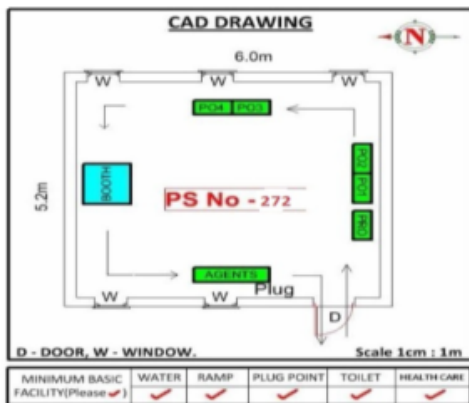 CAD DRAWING
N
6.0m
W W W
PO4 PO3
5.2m
BOOTH
PO2
PO1
PS No - 272
PRO
AGENTS
Plug
W W
D
D - DOOR, W - WINDOW. Scale 1cm : 1m
MINIMUM BASIC FACILITY(Please ✓) WATER RAMP PLUG POINT TOILET HEALTH CARE
✓ ✓ ✓ ✓ ✓